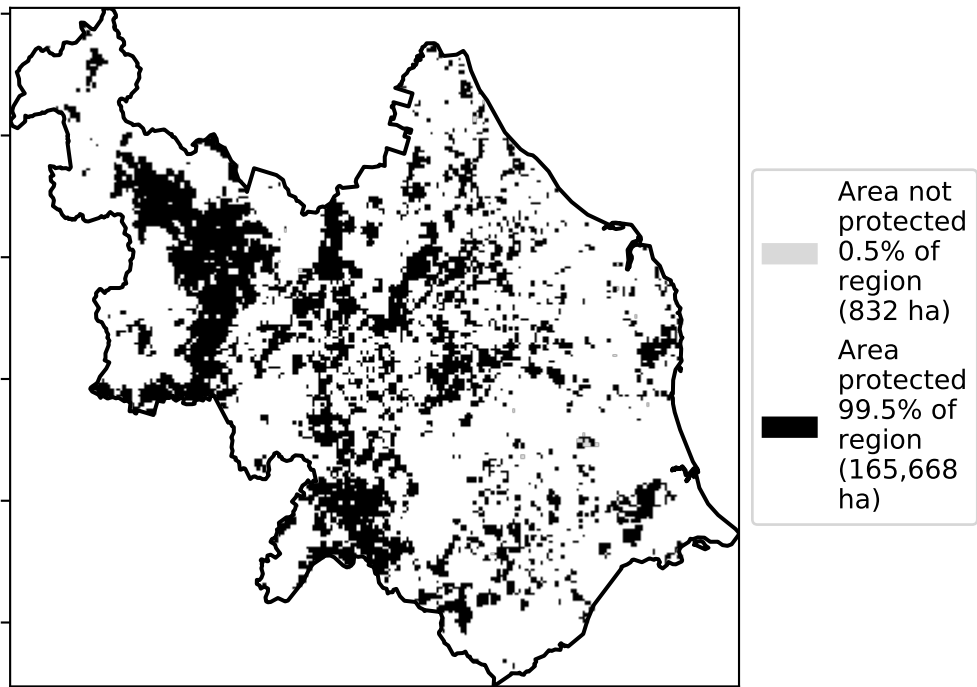 Area not
protected
0.5% of
region
(832 ha)
Area
protected
99.5% of
region
(165,668
ha)